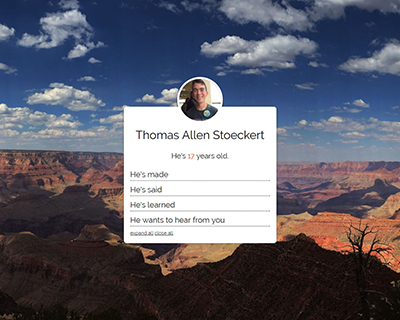 Thomas Allen Stoeckert
He's 17 years old.
He's made
He's said
He's learned
He wants to hear from you
expand all close all